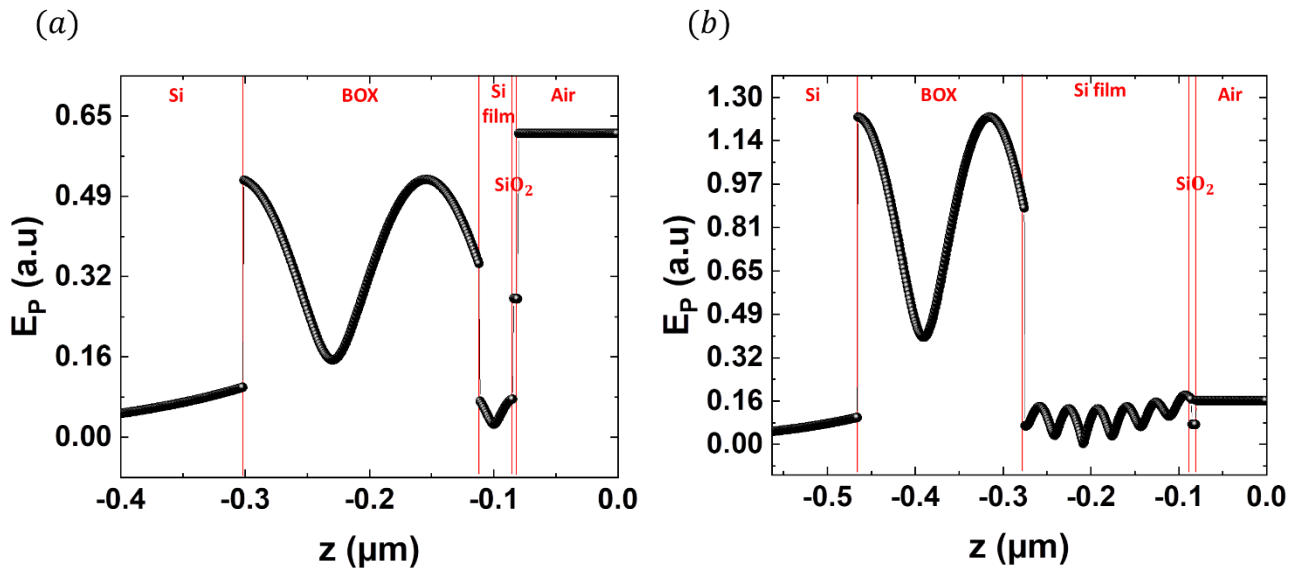 (a)
Si
BOX
Si
film
Air
SiO2
0.65
0.49
0.32
0.16
0.00
EP (a.u)
-0.4
-0.3
-0.2
-0.1
0.0
z (µm)
(b)
Si
BOX
Si film
Air
SiO2
1.30
1.14
0.97
0.81
0.65
0.49
0.32
0.16
0.00
EP (a.u)
-0.5
-0.4
-0.3
-0.2
-0.1
0.0
z (µm)